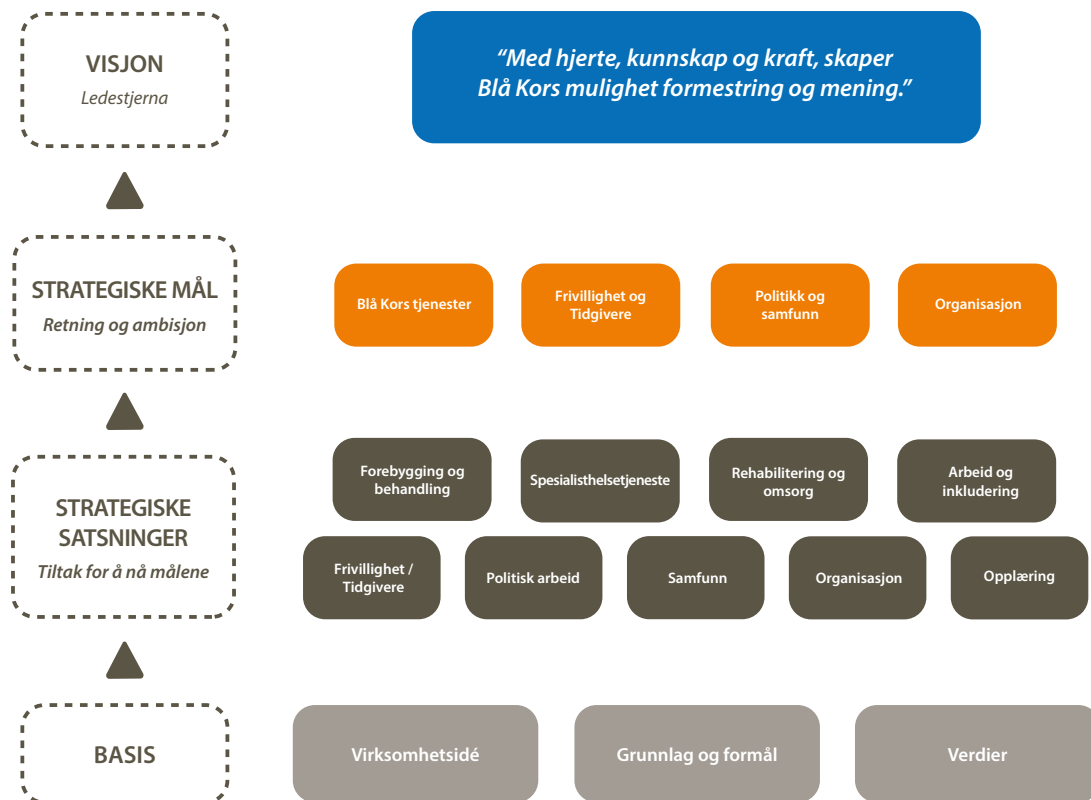 VISJON
Ledestjerna
“Med hjerte, kunnskap og kraft, skaper
Blå Kors mulighet formestring og mening.”
STRATEGISKE MÅL
Retning og ambisjon
Blå Kors tjenester
Frivillighet og
Tidgivere
Politikk og
samfunn
Organisasjon
STRATEGISKE
SATSNINGER
Tiltak for å nå målene
Forebygging og
behandling
Spesialisthelsetjeneste
Rehabilitering og
omsorg
Arbeid og
inkludering
Frivillighet /
Tidgivere
Politisk arbeid
Samfunn
Organisasjon
Opplæring
BASIS
Virksomhetsidé
Grunnlag og formål
Verdier